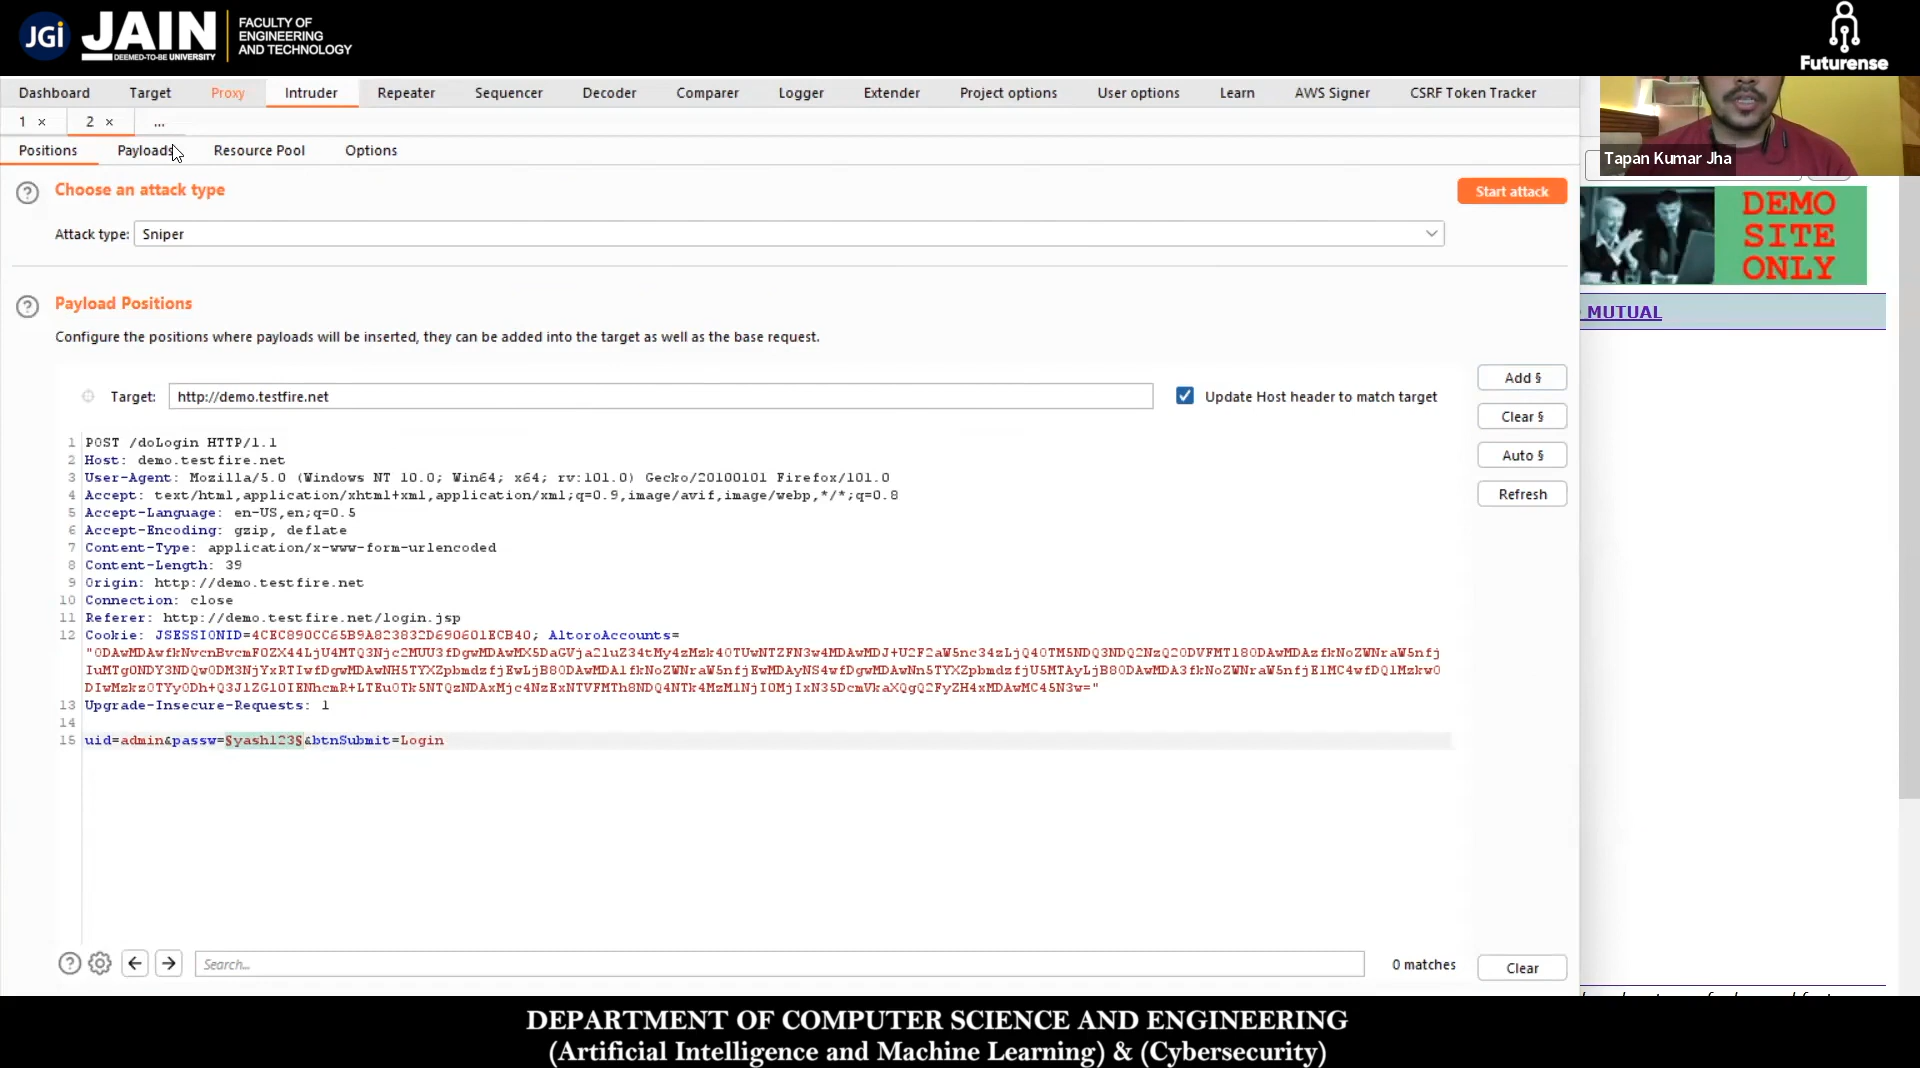 JGi JAIN DEEMED-TO-BE UNIVERSITY FACULTY OF ENGINEERING AND TECHNOLOGY
Futurense
Dashboard Target Proxy Intruder Repeater Sequencer Decoder Comparer Logger Extender Project options User options Learn AWS Signer CSRF Token Tracker
1 × 2 × ...
Positions Payloads Resource Pool Options
Tapan Kumar Jha
Choose an attack type
Start attack
Attack type: Sniper
DEMO
SITE
ONLY
MUTUAL
Payload Positions
Configure the positions where payloads will be inserted, they can be added into the target as well as the base request.
Add §
Target: http://demo.testfire.net
Update Host header to match target
Clear §
Auto §
Refresh
1 POST /doLogin HTTP/1.1
2 Host: demo.testfire.net
3 User-Agent: Mozilla/5.0 (Windows NT 10.0; Win64; x64; rv:101.0) Gecko/20100101 Firefox/101.0
4 Accept: text/html,application/xhtml+xml,application/xml;q=0.9,image/avif,image/webp,*/*;q=0.8
5 Accept-Language: en-US,en;q=0.5
6 Accept-Encoding: gzip, deflate
7 Content-Type: application/x-www-form-urlencoded
8 Content-Length: 39
9 Origin: http://demo.testfire.net
10 Connection: close
11 Referer: http://demo.testfire.net/login.jsp
12 Cookie: JSESSIONID=4CEC890CC65B9A823832D690601ECB40; AltoroAccounts=
13 Upgrade-Insecure-Requests: 1
14
15 uid=admin&passw=§yash123§&btnSubmit=Login
Search...
0 matches
Clear
DEPARTMENT OF COMPUTER SCIENCE AND ENGINEERING
(Artificial Intelligence and Machine Learning) & (Cybersecurity)